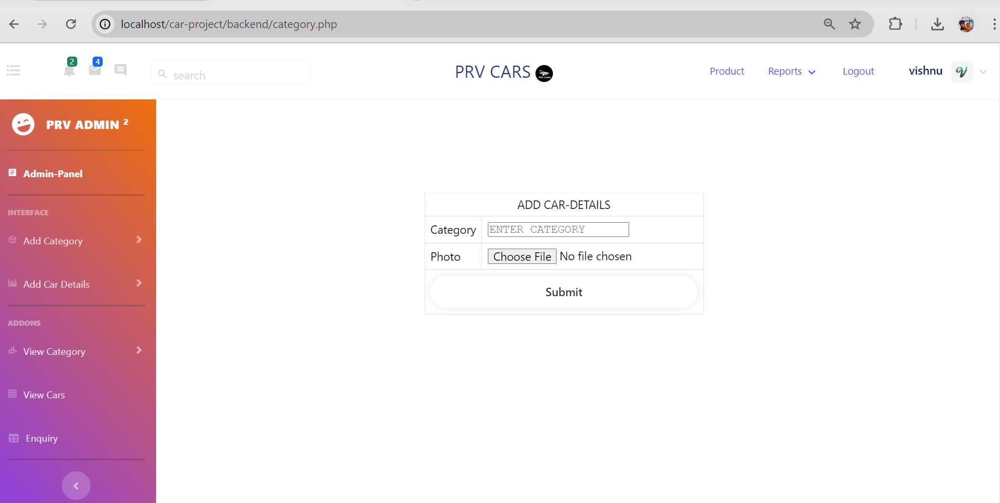 localhost/car-project/backend/category.php
2
4
search
PRV CARS
PRV CARS
Product
Reports
Logout
vishnu
V
PRV ADMIN 2
Admin-Panel
INTERFACE
Add Category
Add Car Details
ADDONS
View Category
View Cars
Enquiry
ADD CAR-DETAILS
Category
ENTER CATEGORY
Photo
Choose File No file chosen
Submit